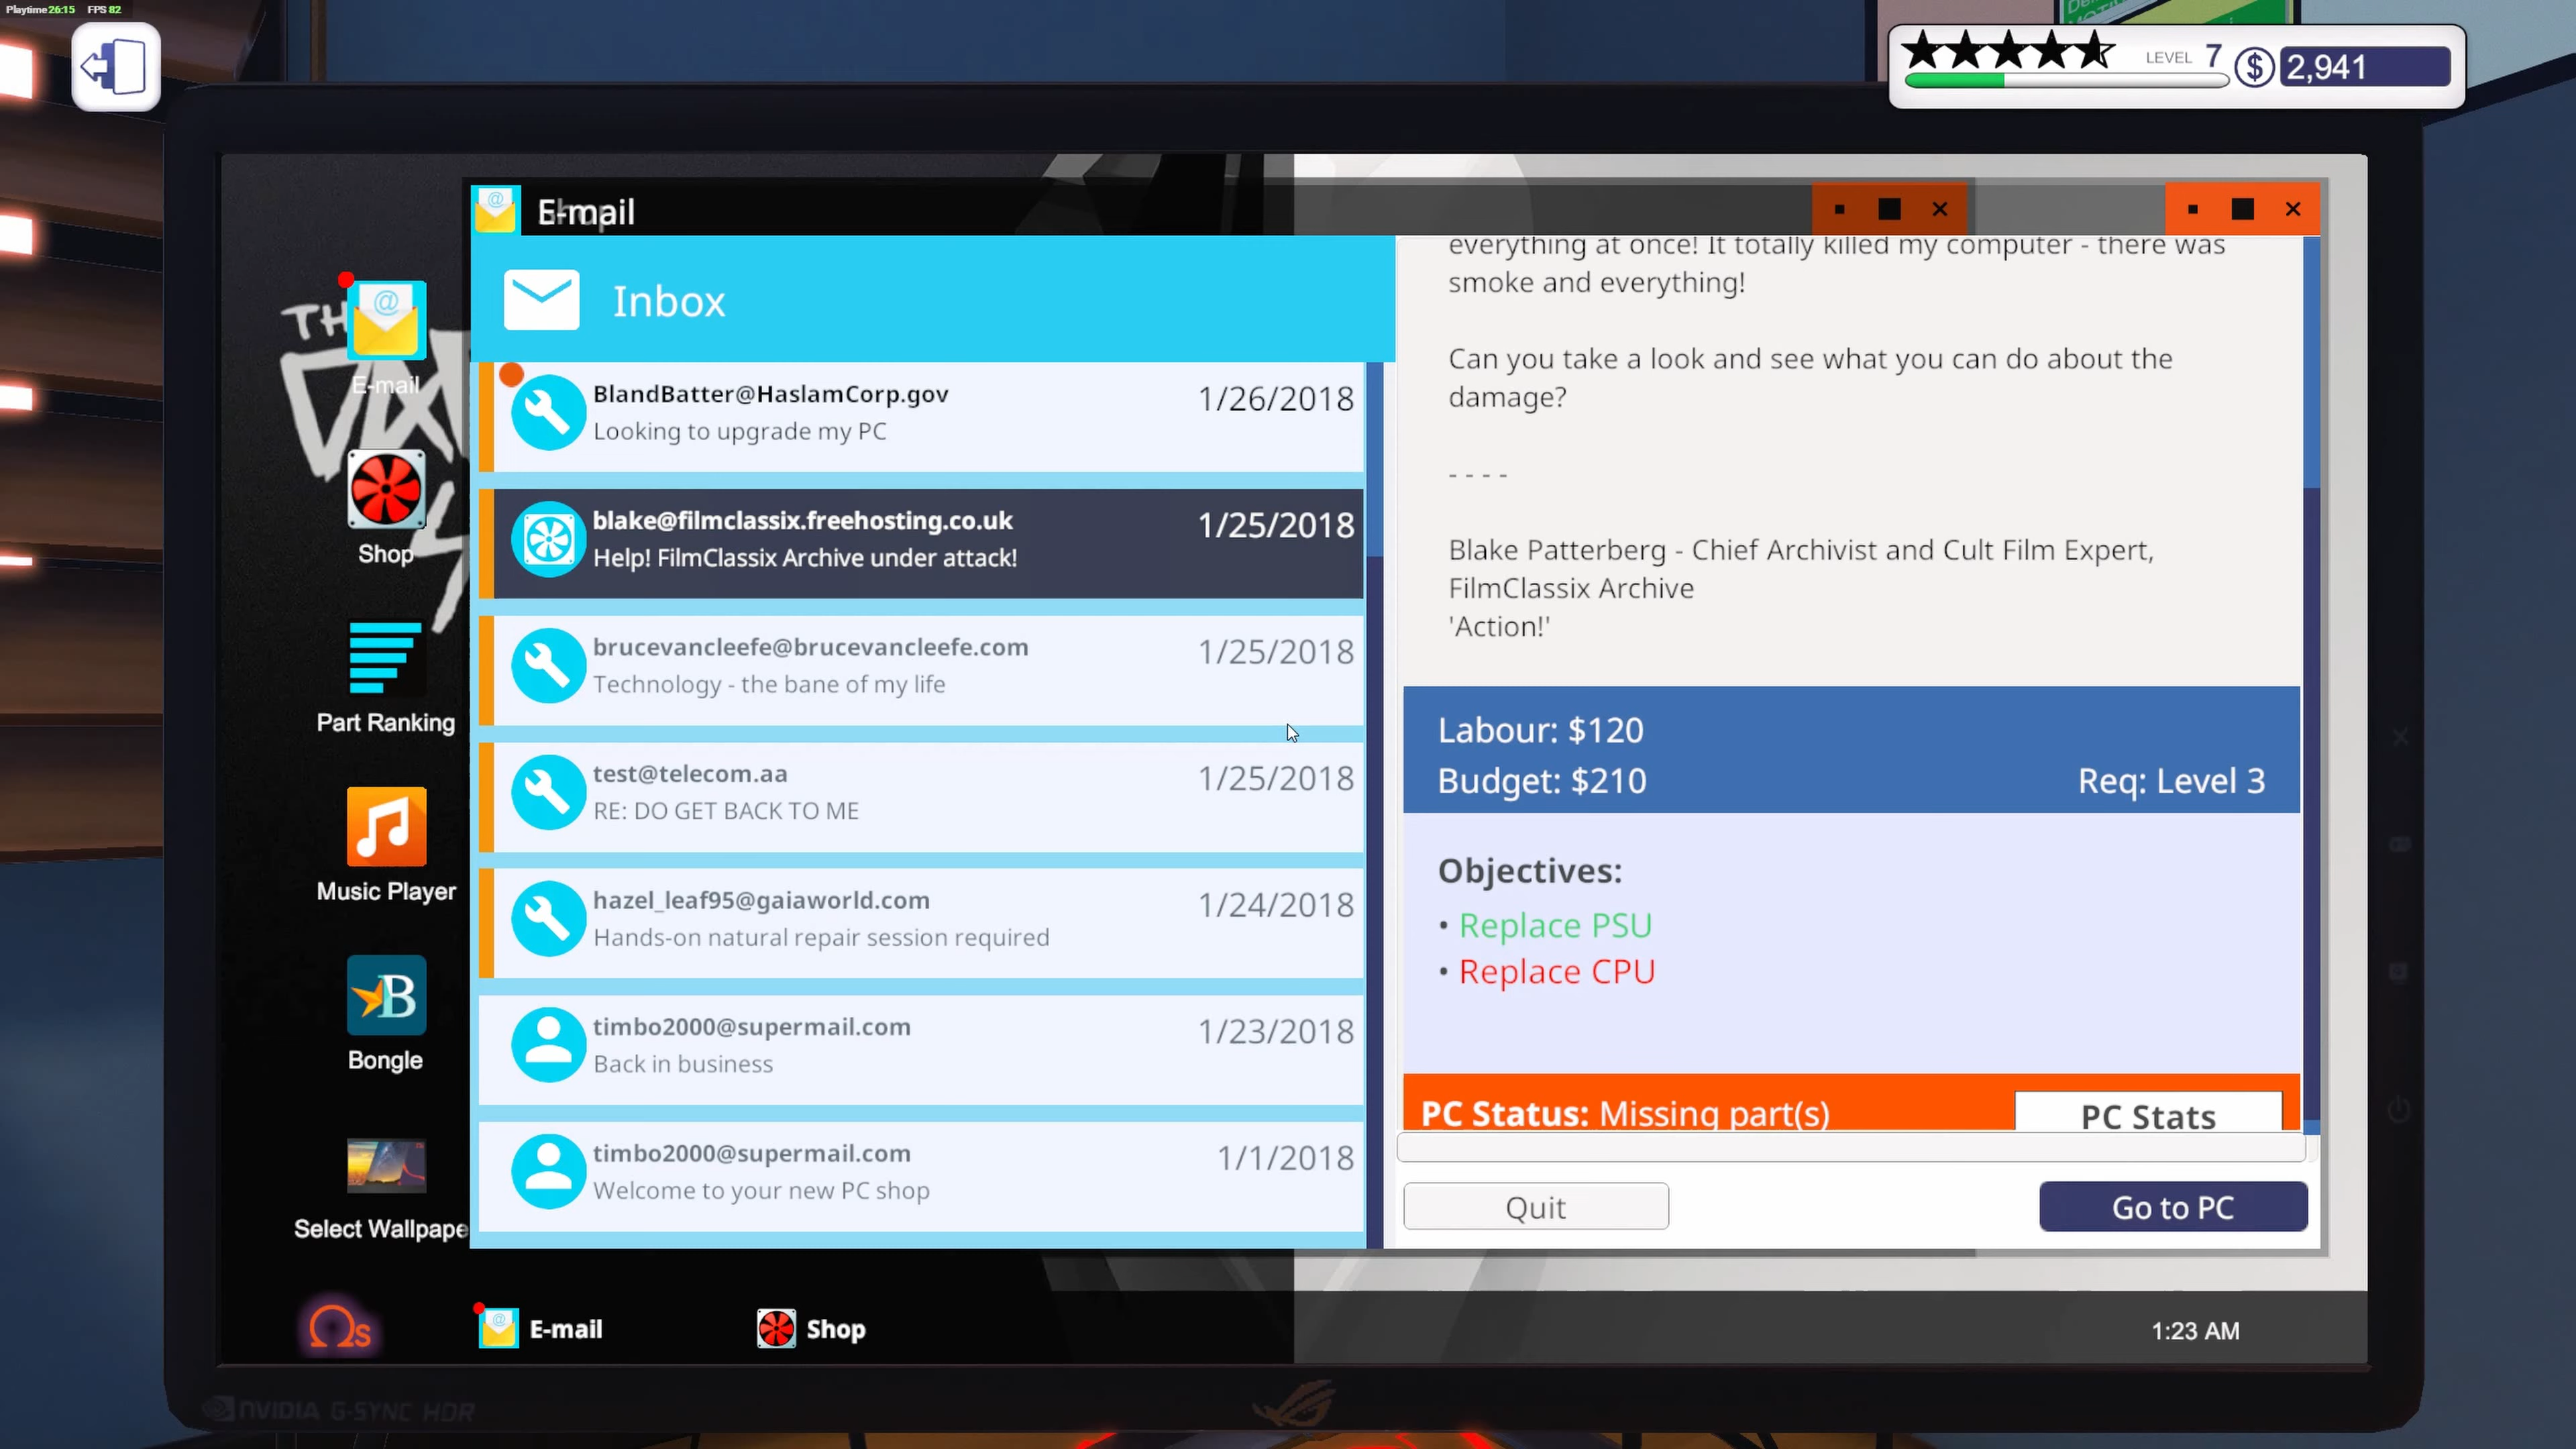 Playtime 26:15 FPS 82
LEVEL 7
$ 2,941
E-mail
Inbox
BlandBatter@HaslamCorp.gov
1/26/2018
Looking to upgrade my PC
blake@filmclassix.freehosting.co.uk
1/25/2018
Help! FilmClassix Archive under attack!
brucevancleefe@brucevancleefe.com
1/25/2018
Technology - the bane of my life
test@telecom.aa
1/25/2018
RE: DO GET BACK TO ME
hazel_leaf95@gaiaworld.com
1/24/2018
Hands-on natural repair session required
timbo2000@supermail.com
1/23/2018
Back in business
timbo2000@supermail.com
1/1/2018
Welcome to your new PC shop
everything at once! It totally killed my computer - there was
smoke and everything!
Can you take a look and see what you can do about the
damage?
- - - -
Blake Patterberg - Chief Archivist and Cult Film Expert,
FilmClassix Archive
'Action!'
Labour: $120
Budget: $210
Req: Level 3
Objectives:
• Replace PSU
• Replace CPU
PC Status: Missing part(s)
PC Stats
Quit
Go to PC
E-mail
Shop
Part Ranking
Music Player
B
Bongle
Select Wallpape
Ωs
E-mail
Shop
1:23 AM
NVIDIA G-SYNC HDR